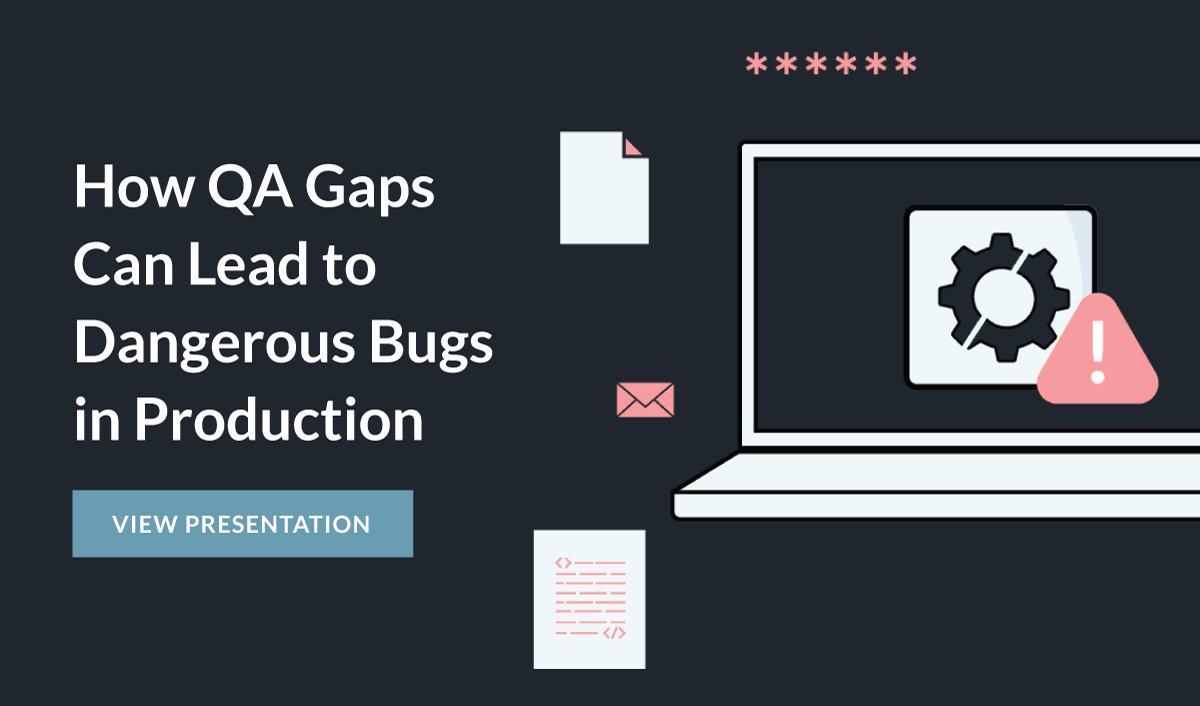 ******
How QA Gaps
Can Lead to
Dangerous Bugs
in Production
VIEW PRESENTATION
!
<>
</>